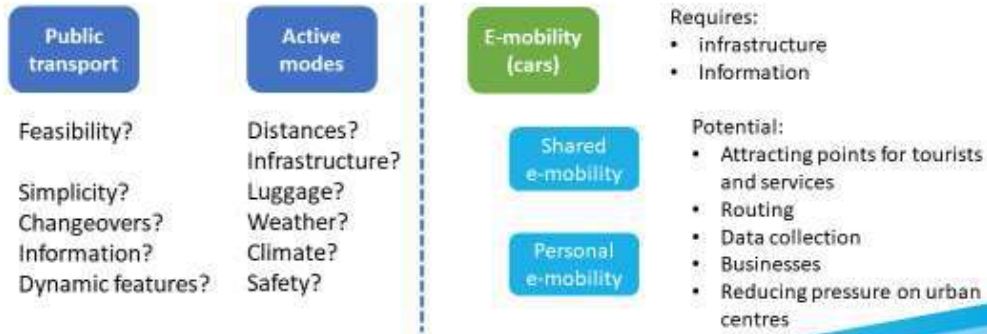 Public
transport
Feasibility?
Simplicity?
Changeovers?
Information?
Dynamic features?
Active
modes
Distances?
Infrastructure?
Luggage?
Weather?
Climate?
Safety?
E-mobility
(cars)
Shared
e-mobility
Personal
e-mobility
Requires:
• infrastructure
• Information
Potential:
• Attracting points for tourists
and services
• Routing
• Data collection
• Businesses
• Reducing pressure on urban
centres